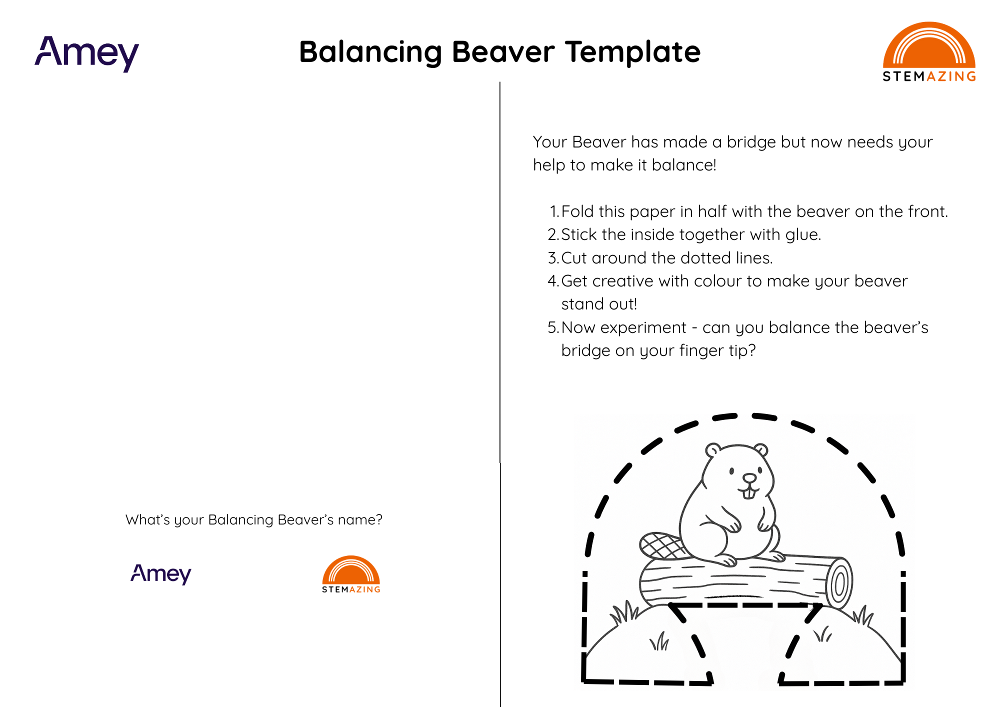 Amey
Balancing Beaver Template
STEMAZING
Your Beaver has made a bridge but now needs your
help to make it balance!
1. Fold this paper in half with the beaver on the front.
2. Stick the inside together with glue.
3. Cut around the dotted lines.
4. Get creative with colour to make your beaver
stand out!
5. Now experiment - can you balance the beaver’s
bridge on your finger tip?
What’s your Balancing Beaver’s name?
Amey
STEMAZING